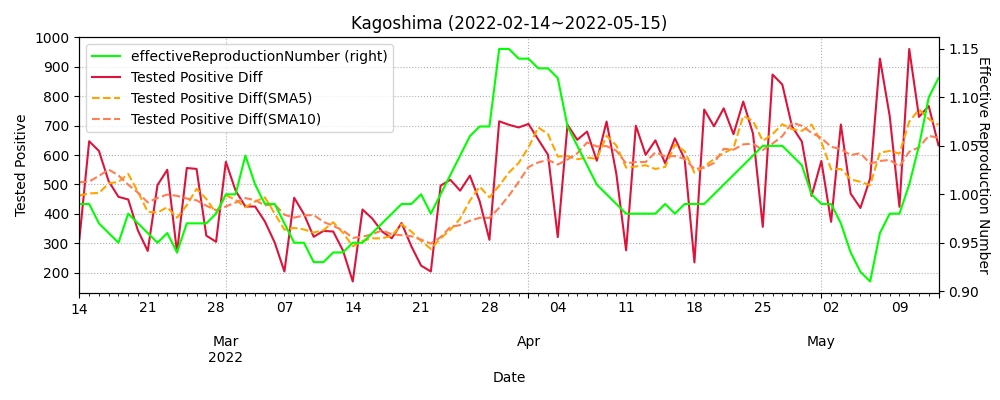 Kagoshima (2022-02-14~2022-05-15)
effectiveReproductionNumber (right)
Tested Positive Diff
Tested Positive Diff(SMA5)
Tested Positive Diff(SMA10)
Tested Positive
1000
900
800
700
600
500
400
300
200
1.15
1.10
1.05
1.00
0.95
0.90
Effective Reproduction Number
14 21 28 07 14 21 28 04 11 18 25 02 09
Mar Apr May
2022
Date